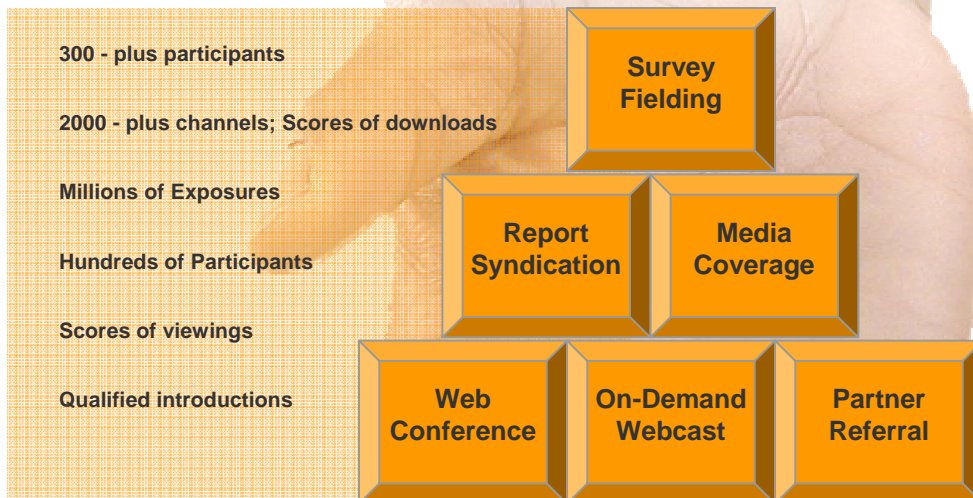 300 - plus participants
2000 - plus channels; Scores of downloads
Millions of Exposures
Hundreds of Participants
Scores of viewings
Qualified introductions
Survey
Fielding
Report
Syndication
Media
Coverage
Web
Conference
On-Demand
Webcast
Partner
Referral